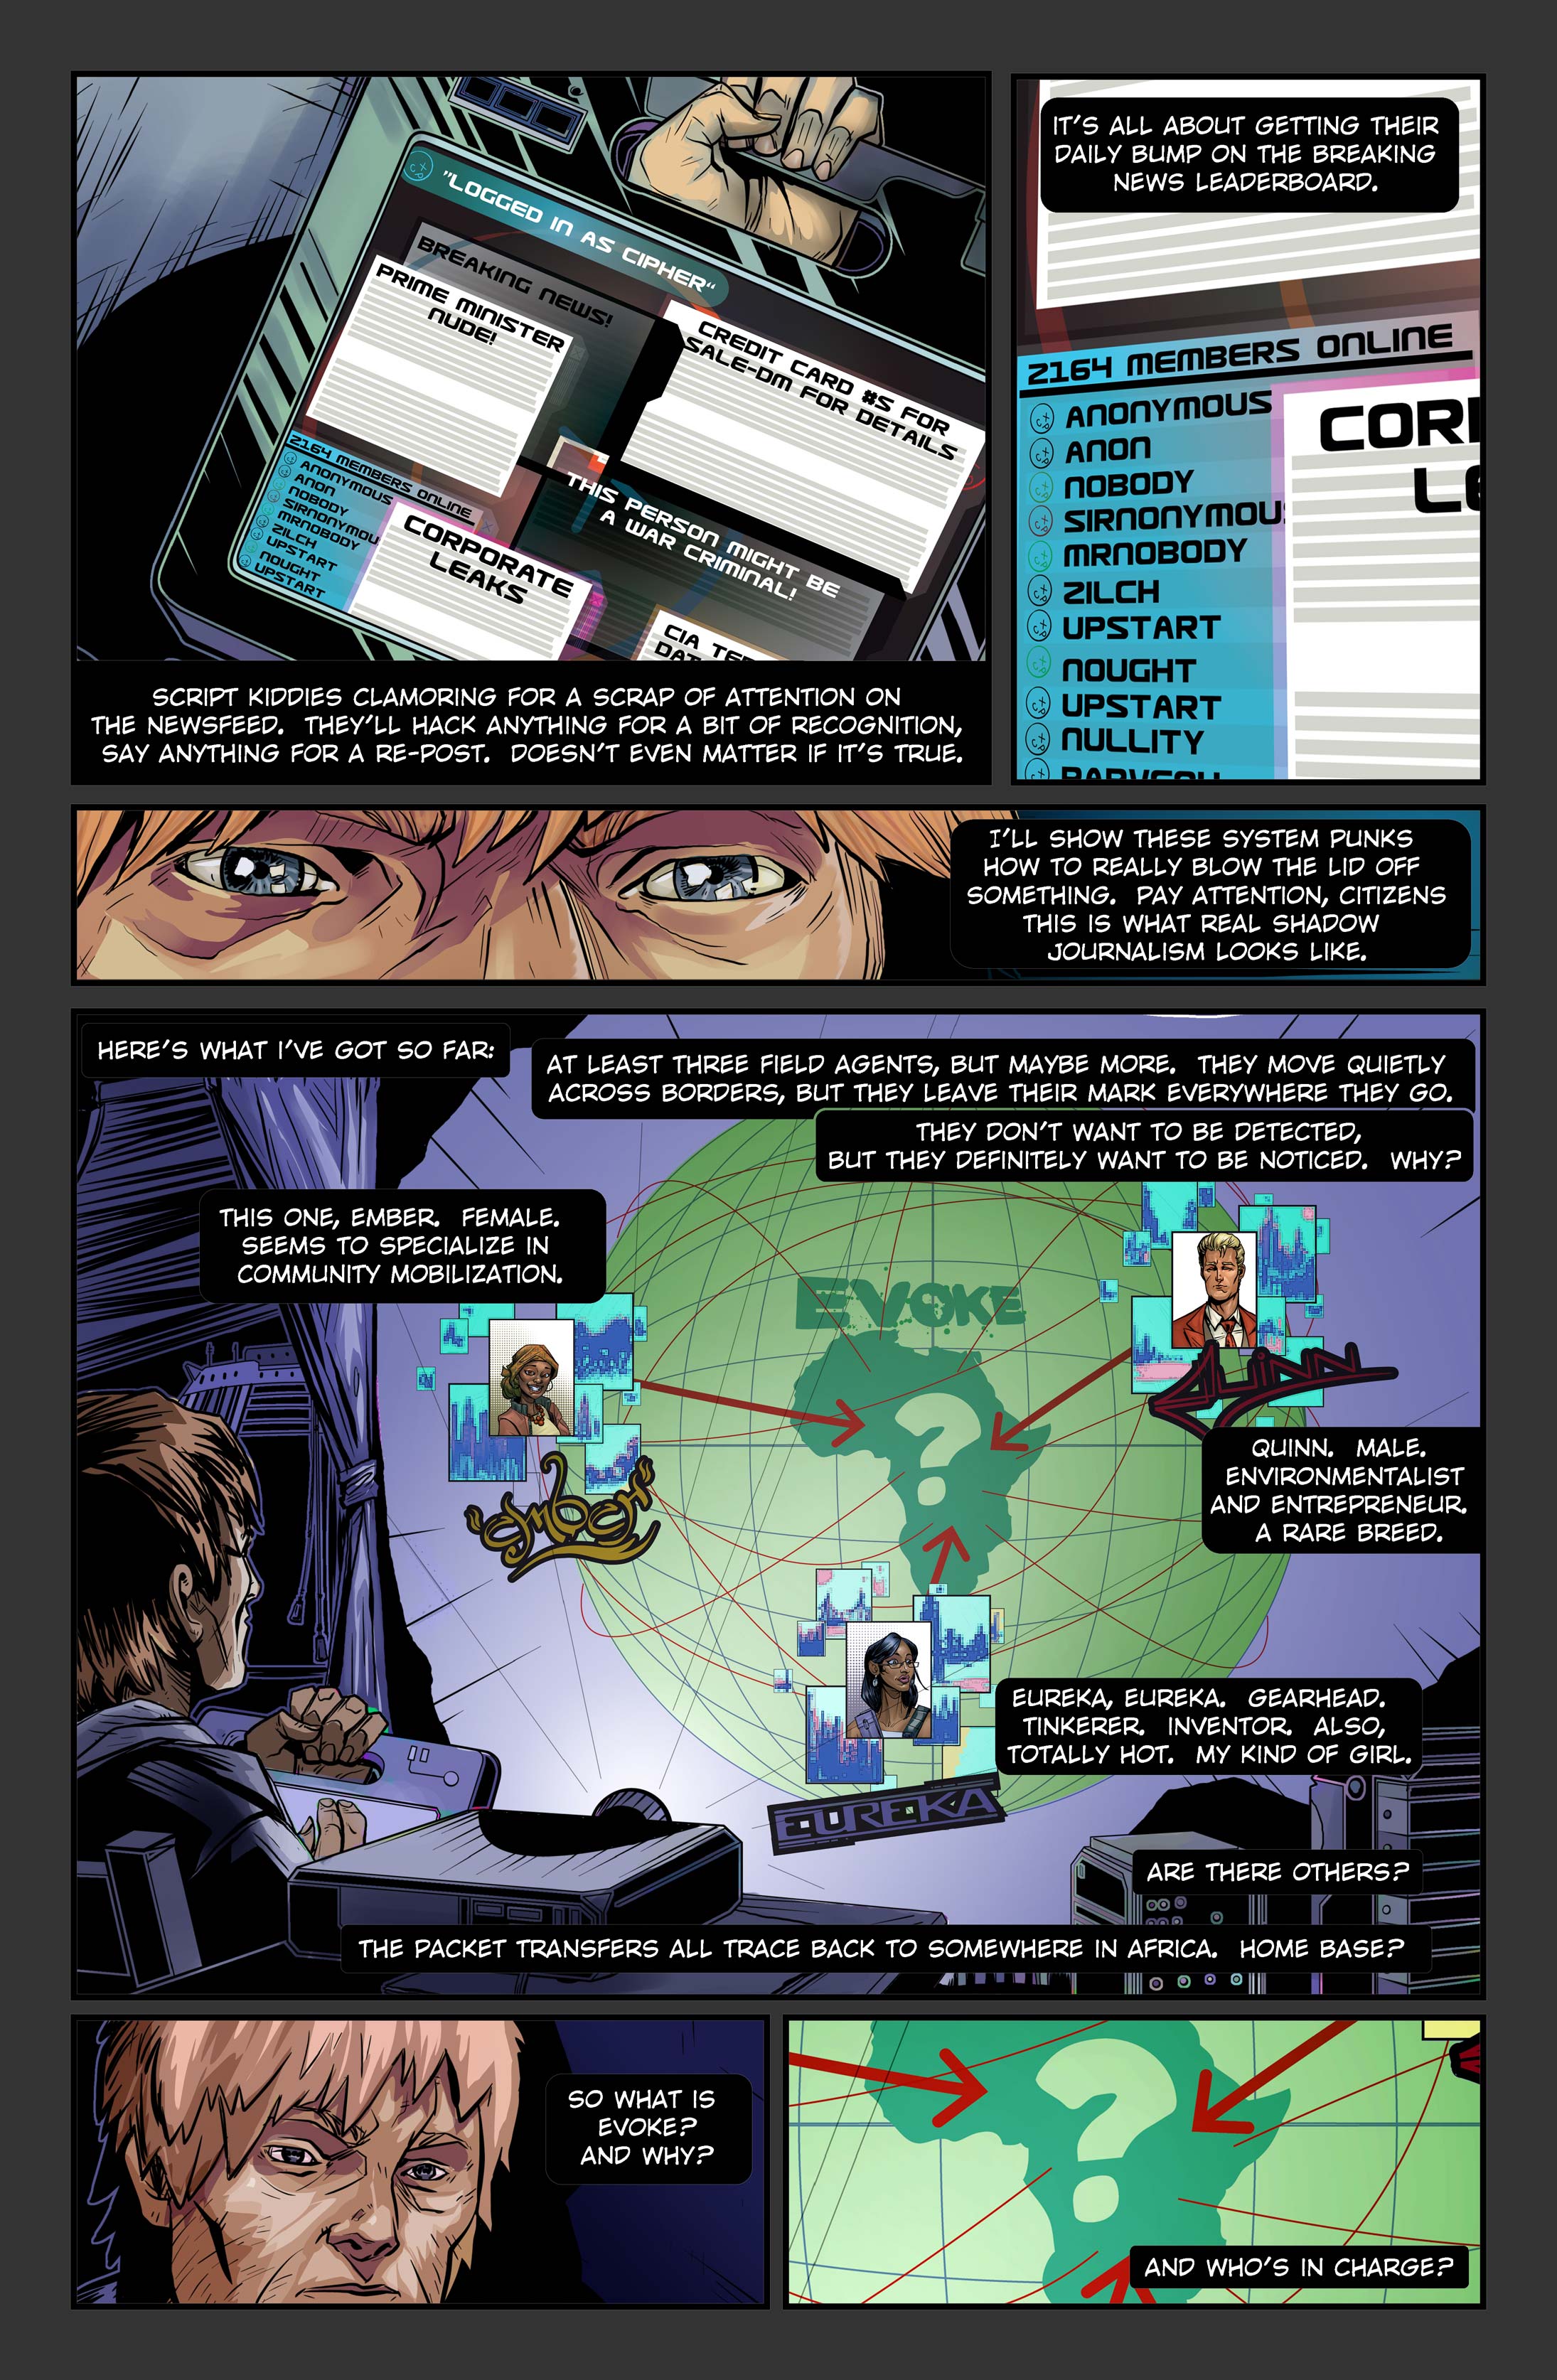 "LOGGED IN AS CIPHER"
BREAKING NEWS!
PRIME MINISTER
NUDE!
CREDIT CARD #S FOR
SALE-DM FOR DETAILS
THIS PERSON MIGHT BE
A WAR CRIMINAL!
2164 MEMBERS ONLINE
ANONYMOUS
ANON
NOBODY
SIRNONYMOU
MRNOBODY
ZILCH
UPSTART
NOUGHT
UPSTART
CORPORATE
LEAKS
CIA
SCRIPT KIDDIES CLAMORING FOR A SCRAP OF ATTENTION ON
THE NEWSFEED. THEY'LL HACK ANYTHING FOR A BIT OF RECOGNITION,
SAY ANYTHING FOR A RE-POST. DOESN'T EVEN MATTER IF IT'S TRUE.
IT'S ALL ABOUT GETTING THEIR
DAILY BUMP ON THE BREAKING
NEWS LEADERBOARD.
2164 MEMBERS ONLINE
ANONYMOUS
ANON
NOBODY
SIRNONYMOUS
MRNOBODY
ZILCH
UPSTART
NOUGHT
UPSTART
NULLITY
COR
LE
I'LL SHOW THESE SYSTEM PUNKS
HOW TO REALLY BLOW THE LID OFF
SOMETHING. PAY ATTENTION, CITIZENS
THIS IS WHAT REAL SHADOW
JOURNALISM LOOKS LIKE.
HERE'S WHAT I'VE GOT SO FAR:
AT LEAST THREE FIELD AGENTS, BUT MAYBE MORE. THEY MOVE QUIETLY
ACROSS BORDERS, BUT THEY LEAVE THEIR MARK EVERYWHERE THEY GO.
THEY DON'T WANT TO BE DETECTED,
BUT THEY DEFINITELY WANT TO BE NOTICED. WHY?
THIS ONE, EMBER. FEMALE.
SEEMS TO SPECIALIZE IN
COMMUNITY MOBILIZATION.
EVOKE
?
QUINN
"ember"
QUINN. MALE.
ENVIRONMENTALIST
AND ENTREPRENEUR.
A RARE BREED.
EUREKA, EUREKA. GEARHEAD.
TINKERER. INVENTOR. ALSO,
TOTALLY HOT. MY KIND OF GIRL.
EUREKA
ARE THERE OTHERS?
THE PACKET TRANSFERS ALL TRACE BACK TO SOMEWHERE IN AFRICA. HOME BASE?
SO WHAT IS
EVOKE?
AND WHY?
?
AND WHO'S IN CHARGE?